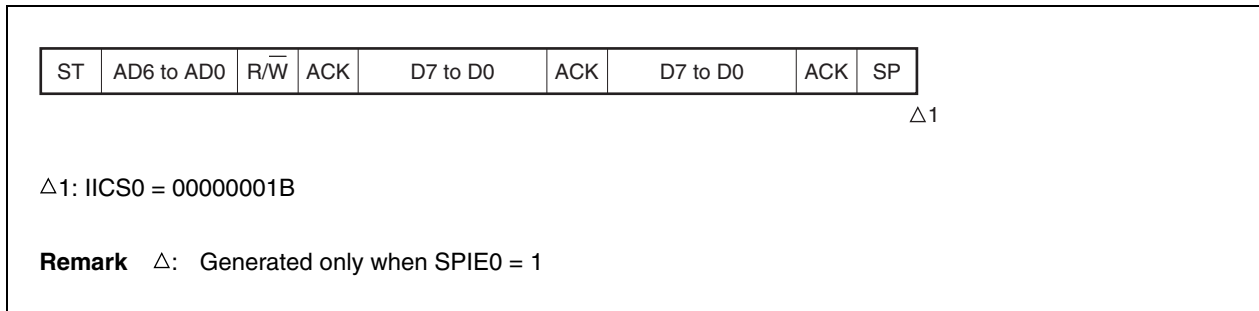 ST AD6 to AD0 R/W̅ ACK D7 to D0 ACK D7 to D0 ACK SP
△1
△1: IICS0 = 00000001B
Remark △: Generated only when SPIE0 = 1